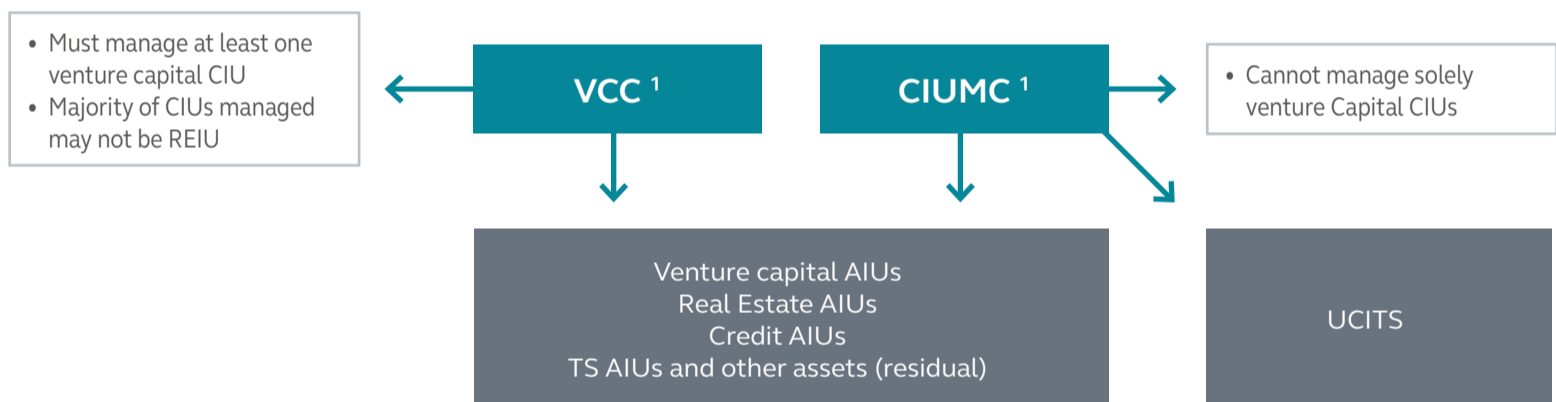 • Must manage at least one
venture capital CIU
• Majority of CIUs managed
may not be REIU
VCC ¹
CIUMC ¹
• Cannot manage solely
venture Capital CIUs
Venture capital AIUs
Real Estate AIUs
Credit AIUs
TS AIUs and other assets (residual)
UCITS